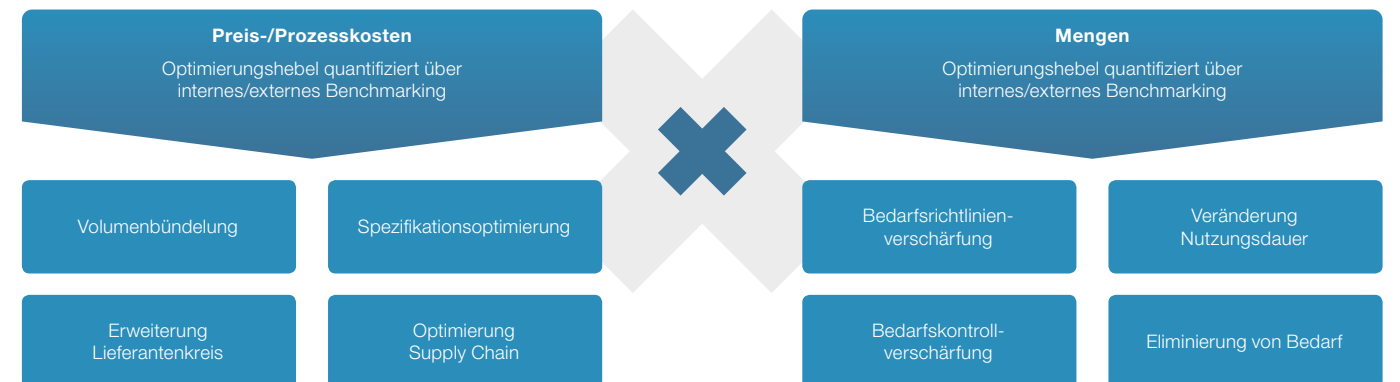 Preis-/Prozesskosten
Optimierungshebel quantifiziert über
internes/externes Benchmarking
Volumenbündelung
Spezifikationsoptimierung
Erweiterung
Lieferantenkreis
Optimierung
Supply Chain
Mengen
Optimierungshebel quantifiziert über
internes/externes Benchmarking
Bedarfsrichtlinien-
verschärfung
Veränderung
Nutzungsdauer
Bedarfskontroll-
verschärfung
Eliminierung von Bedarf